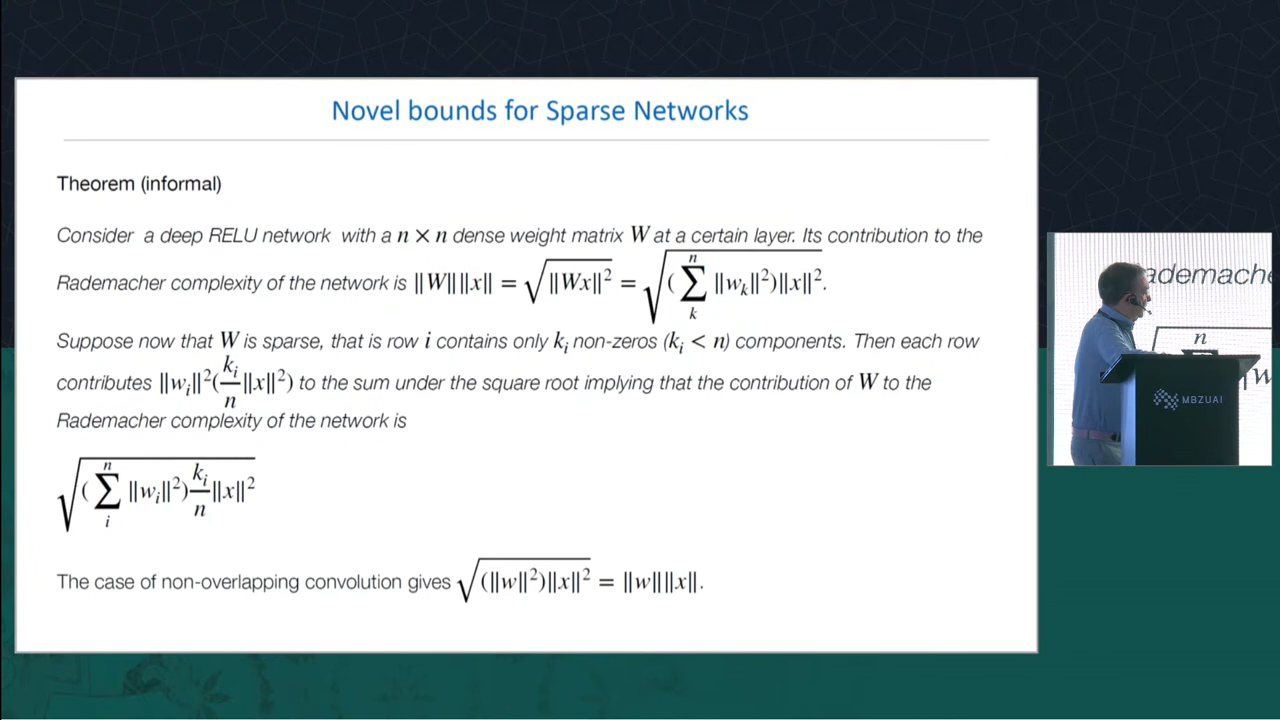 Novel bounds for Sparse Networks
Theorem (informal)
Consider a deep RELU network with a n × n dense weight matrix W at a certain layer. Its contribution to the
Rademacher complexity of the network is ‖W‖‖x‖ = √‖Wx‖² = √(∑ₖⁿ ‖wₖ‖²)‖x‖².
Suppose now that W is sparse, that is row i contains only kᵢ non-zeros (kᵢ < n) components. Then each row
contributes ‖wᵢ‖²(kᵢ/n ‖x‖²) to the sum under the square root implying that the contribution of W to the
Rademacher complexity of the network is
√(∑ᵢⁿ ‖wᵢ‖²) kᵢ/n ‖x‖²
The case of non-overlapping convolution gives √(‖w‖²)‖x‖² = ‖w‖‖x‖.
ademache
n
w
MBZUAI